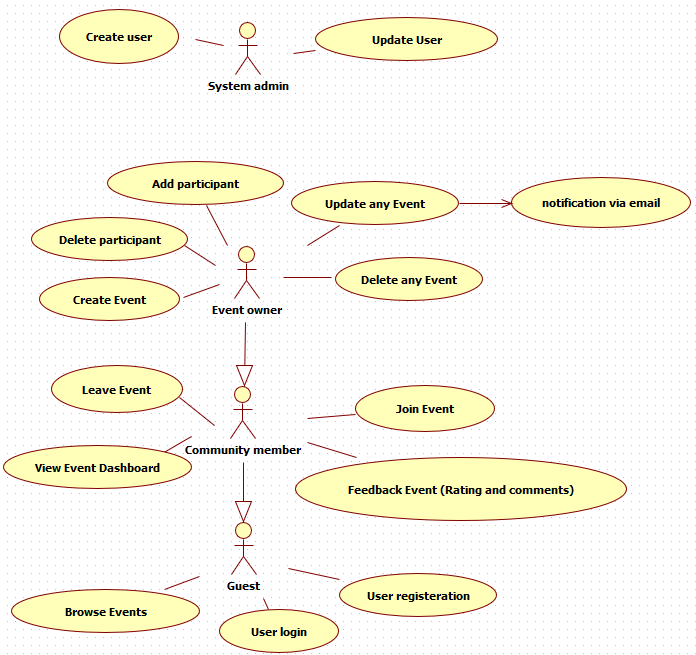 Create user
Update User
System admin
Add participant
Update any Event
notification via email
Delete participant
Delete any Event
Create Event
Event owner
Leave Event
Join Event
Community member
View Event Dashboard
Feedback Event (Rating and comments)
Guest
User registeration
Browse Events
User login